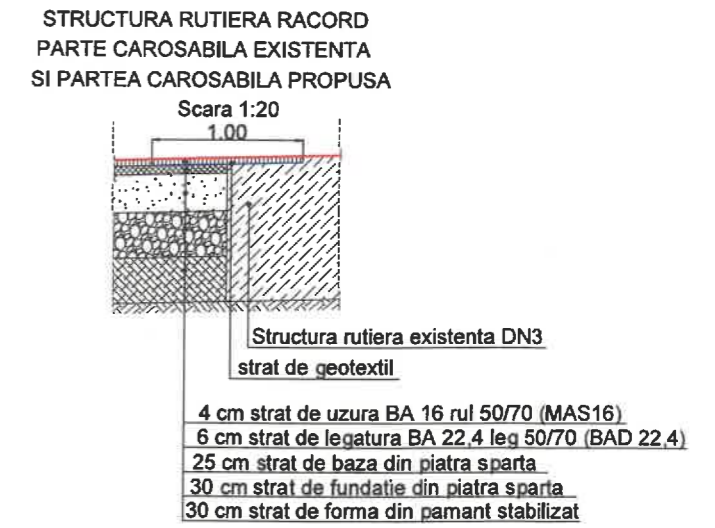 STRUCTURA RUTIERA RACORD
PARTE CAROSABILA EXISTENTA
SI PARTEA CAROSABILA PROPUSA
Scara 1:20
1.00
Structura rutiera existenta DN3
strat de geotextil
4 cm strat de uzura BA 16 rul 50/70 (MAS16)
6 cm strat de legatura BA 22,4 leg 50/70 (BAD 22,4)
25 cm strat de baza din piatra sparta
30 cm strat de fundatie din piatra sparta
30 cm strat de forma din pamant stabilizat